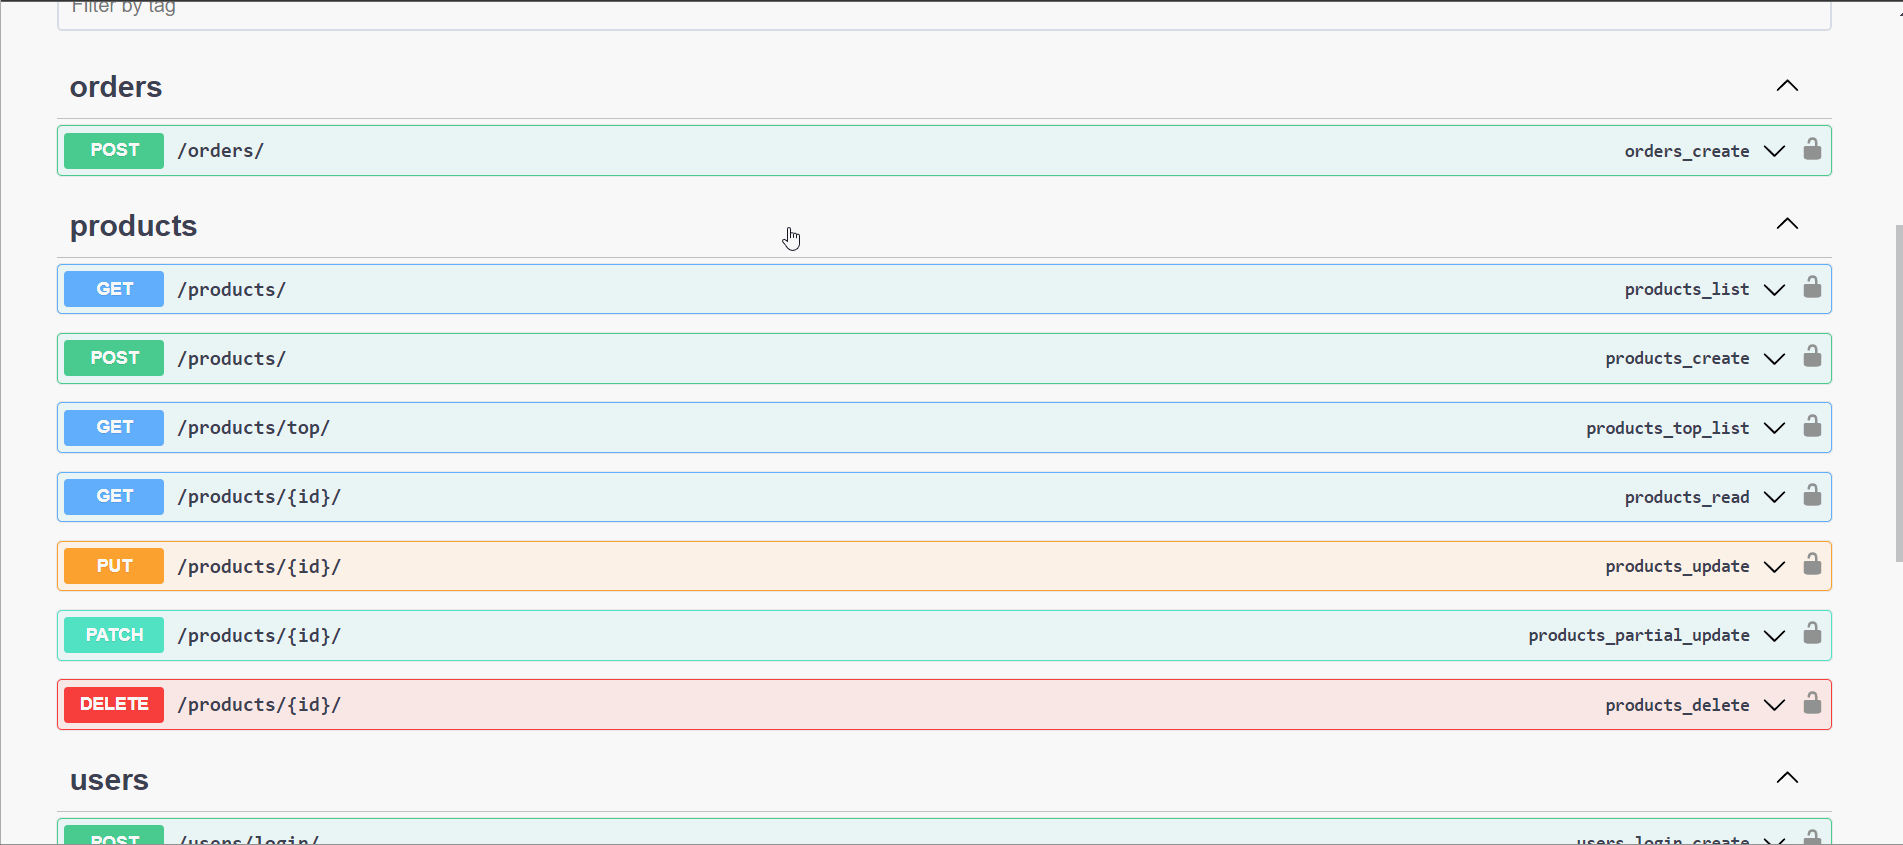 Filter by tag
orders
POST /orders/ orders_create
products
GET /products/ products_list
POST /products/ products_create
GET /products/top/ products_top_list
GET /products/{id}/ products_read
PUT /products/{id}/ products_update
PATCH /products/{id}/ products_partial_update
DELETE /products/{id}/ products_delete
users
POST /users/login/ users_login_create